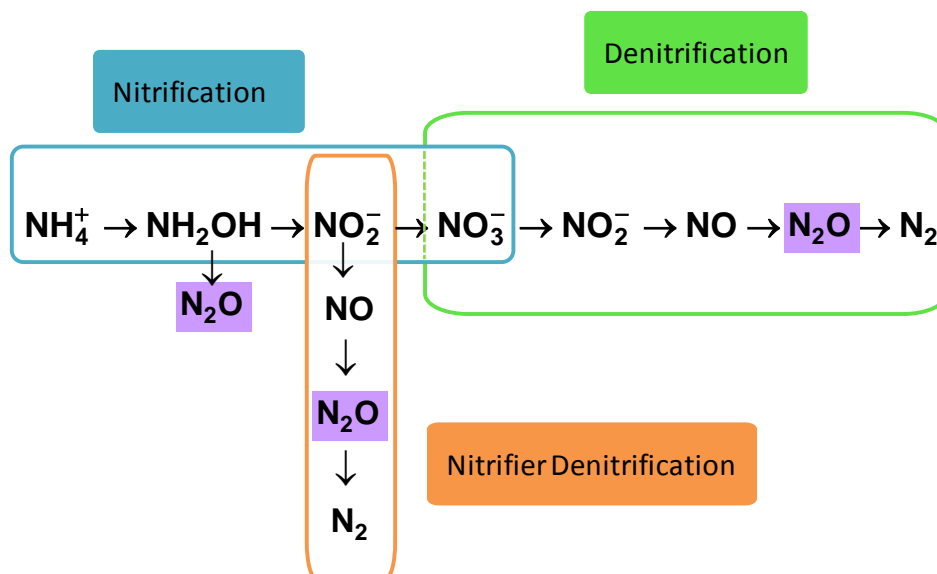 Denitrification
Nitrification
NH₄⁺ → NH₂OH → NO₂⁻ → NO₃⁻ → NO₂⁻ → NO → N₂O → N₂
↓ ↓
N₂O NO
↓
N₂O
↓
Nitrifier Denitrification
N₂